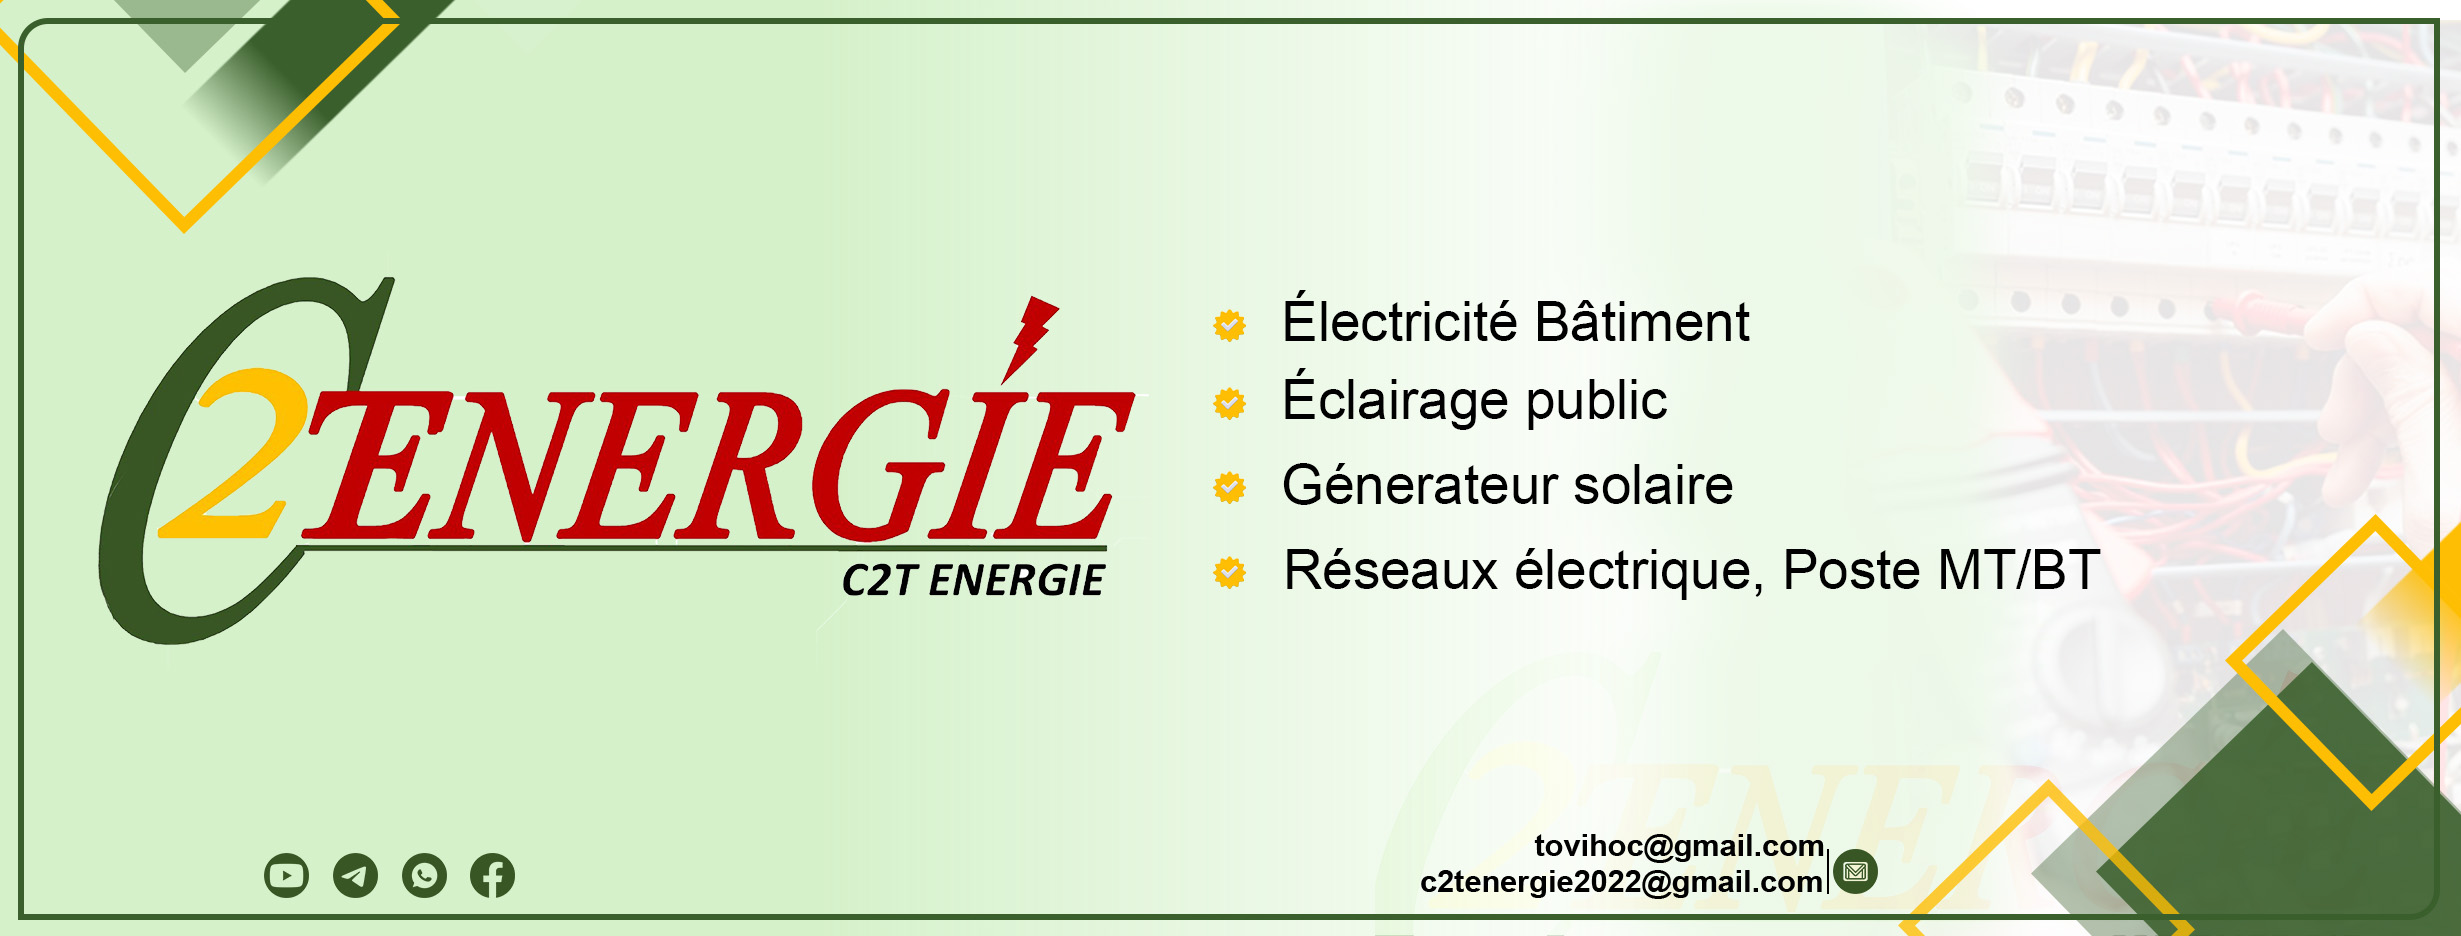 C2TENERGIE
C2T ENERGIE
Électricité Bâtiment
Éclairage public
Génerateur solaire
Réseaux électrique, Poste MT/BT
tovihoc@gmail.com
c2tenergie2022@gmail.com